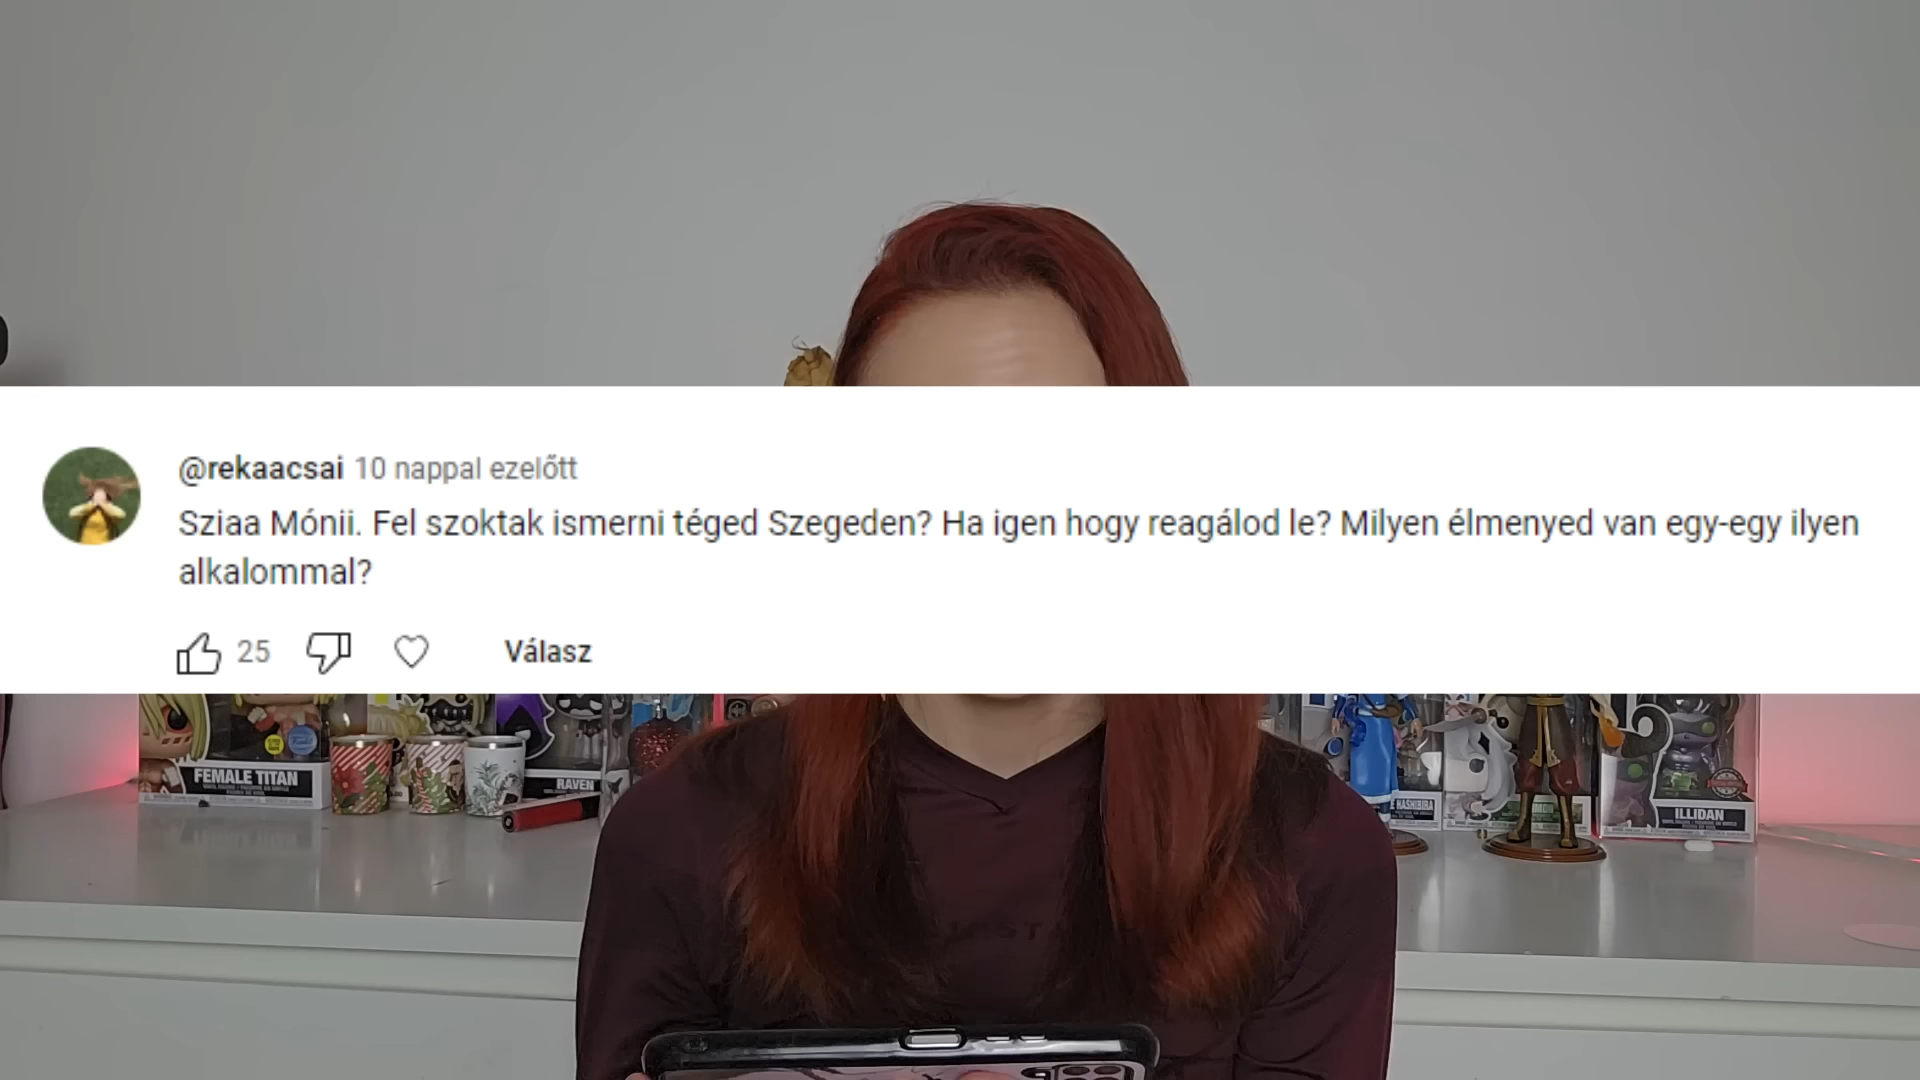 @rekaacsai 10 nappal ezelőtt
Sziaa Mónii. Fel szoktak ismerni téged Szegeden? Ha igen hogy reagálod le? Milyen élmenyed van egy-egy ilyen
alkalommal?
25 Válasz
FEMALE TITAN
RAVEN
HASHIBIRA
ILLIDAN